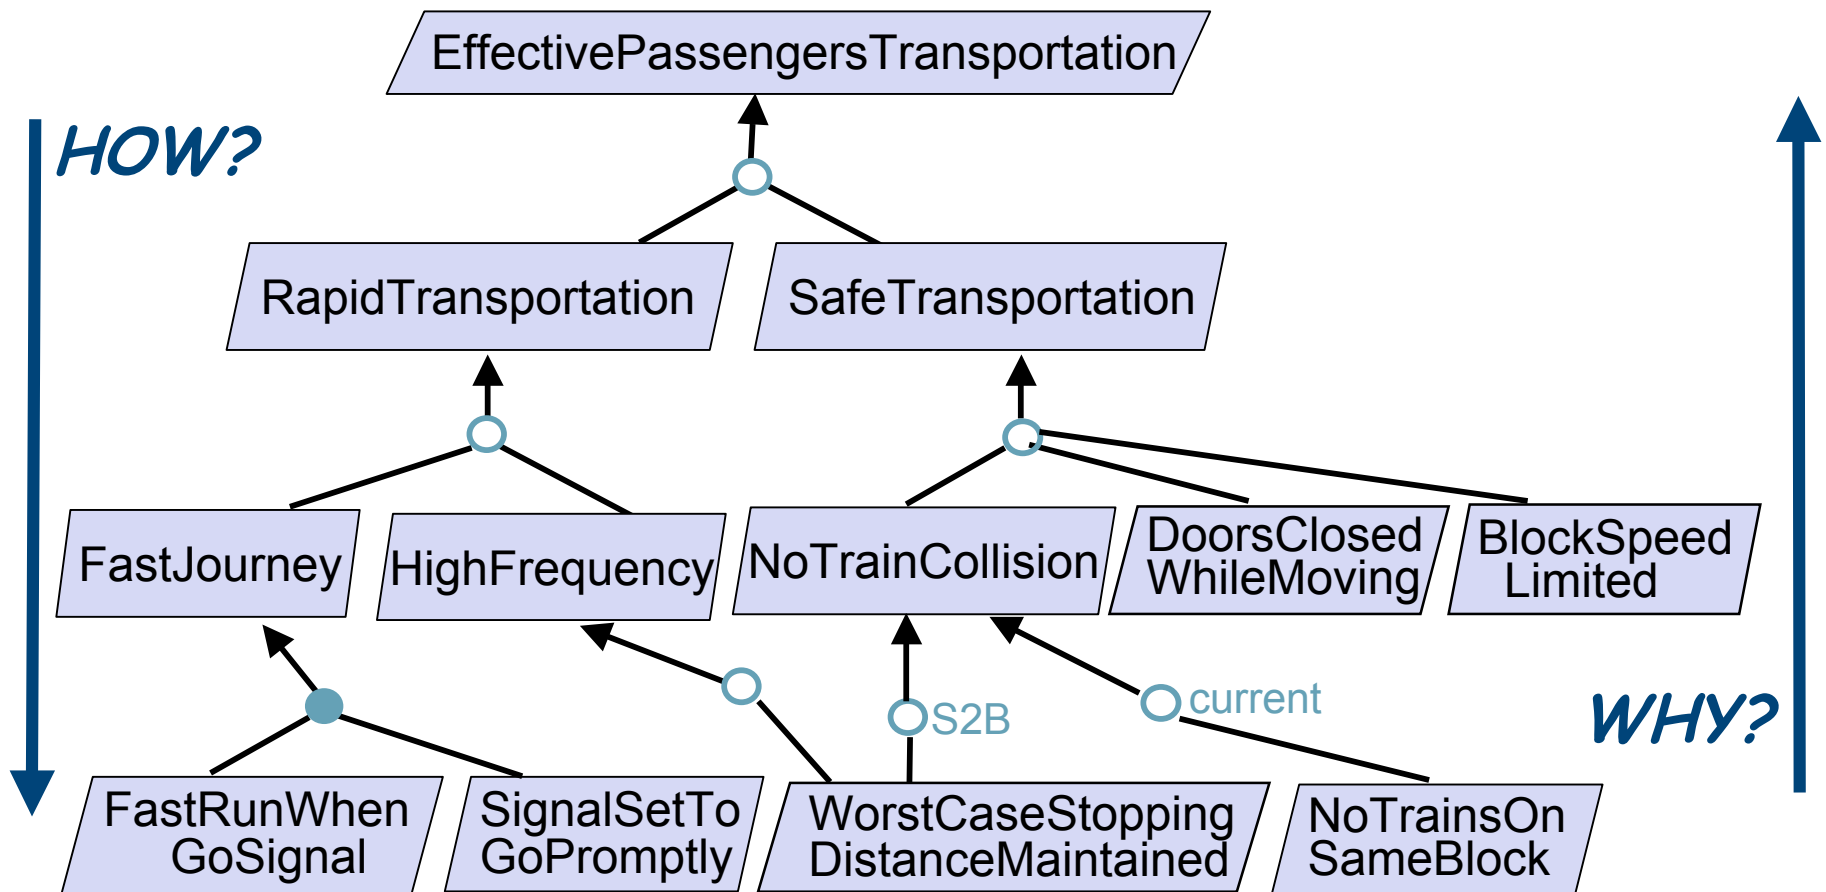 EffectivePassengersTransportation
HOW?
RapidTransportation
SafeTransportation
FastJourney
HighFrequency
NoTrainCollision
DoorsClosed
WhileMoving
BlockSpeed
Limited
S2B
current
WHY?
FastRunWhen
GoSignal
SignalSetTo
GoPromptly
WorstCaseStopping
DistanceMaintained
NoTrainsOn
SameBlock